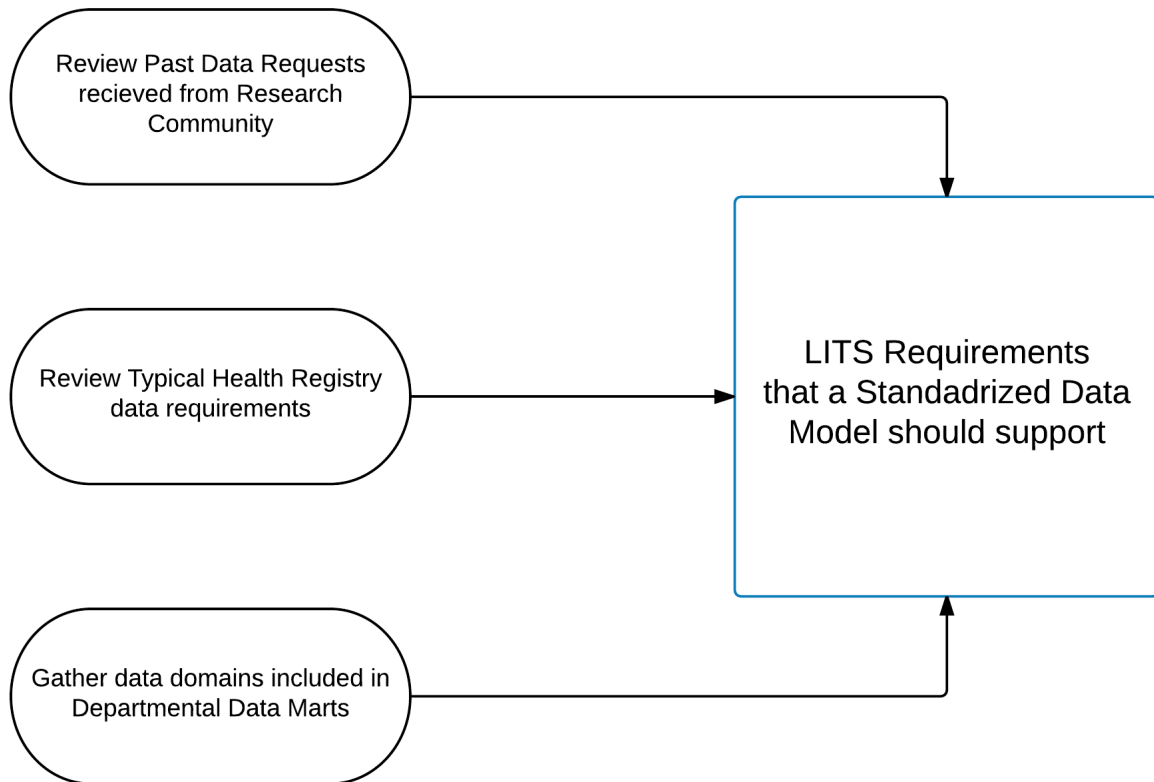 Review Past Data Requests
recieved from Research
Community
Review Typical Health Registry
data requirements
Gather data domains included in
Departmental Data Marts
LITS Requirements
that a Standadrized Data
Model should support